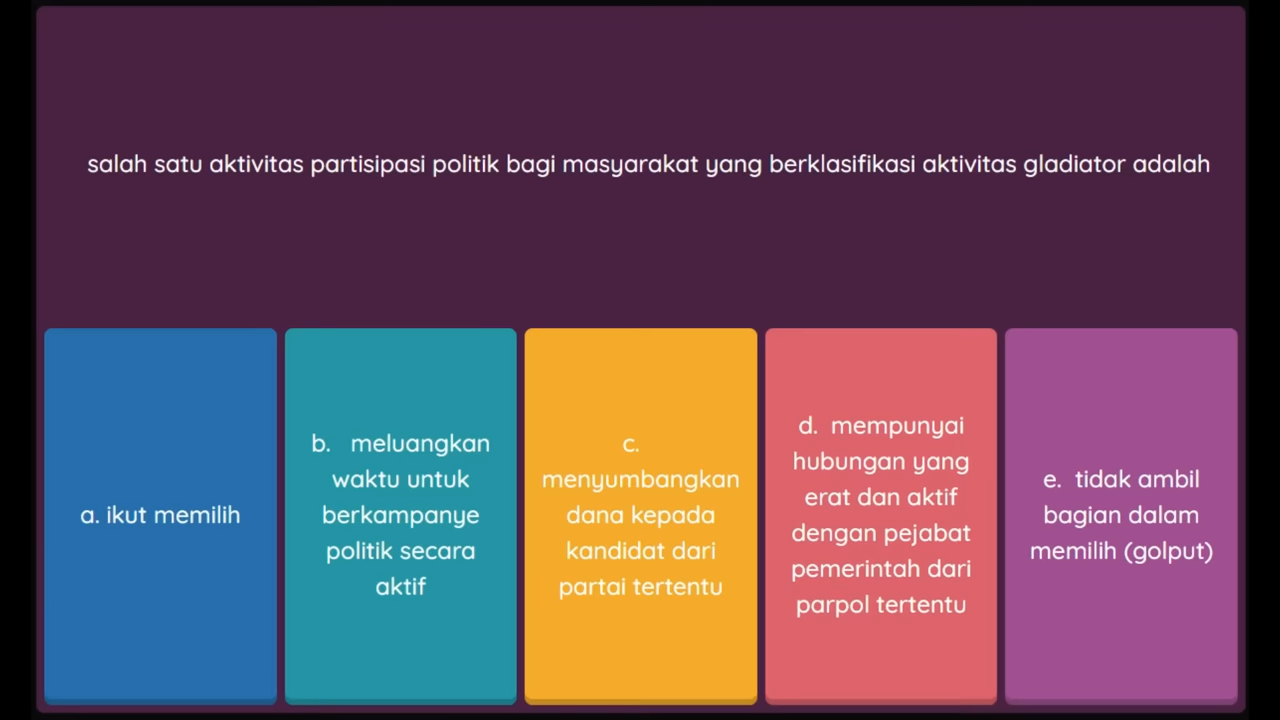 salah satu aktivitas partisipasi politik bagi masyarakat yang berklasifikasi aktivitas gladiator adalah
a. ikut memilih
b. meluangkan
waktu untuk
berkampanye
politik secara
aktif
c.
menyumbangkan
dana kepada
kandidat dari
partai tertentu
d. mempunyai
hubungan yang
erat dan aktif
dengan pejabat
pemerintah dari
parpol tertentu
e. tidak ambil
bagian dalam
memilih (golput)